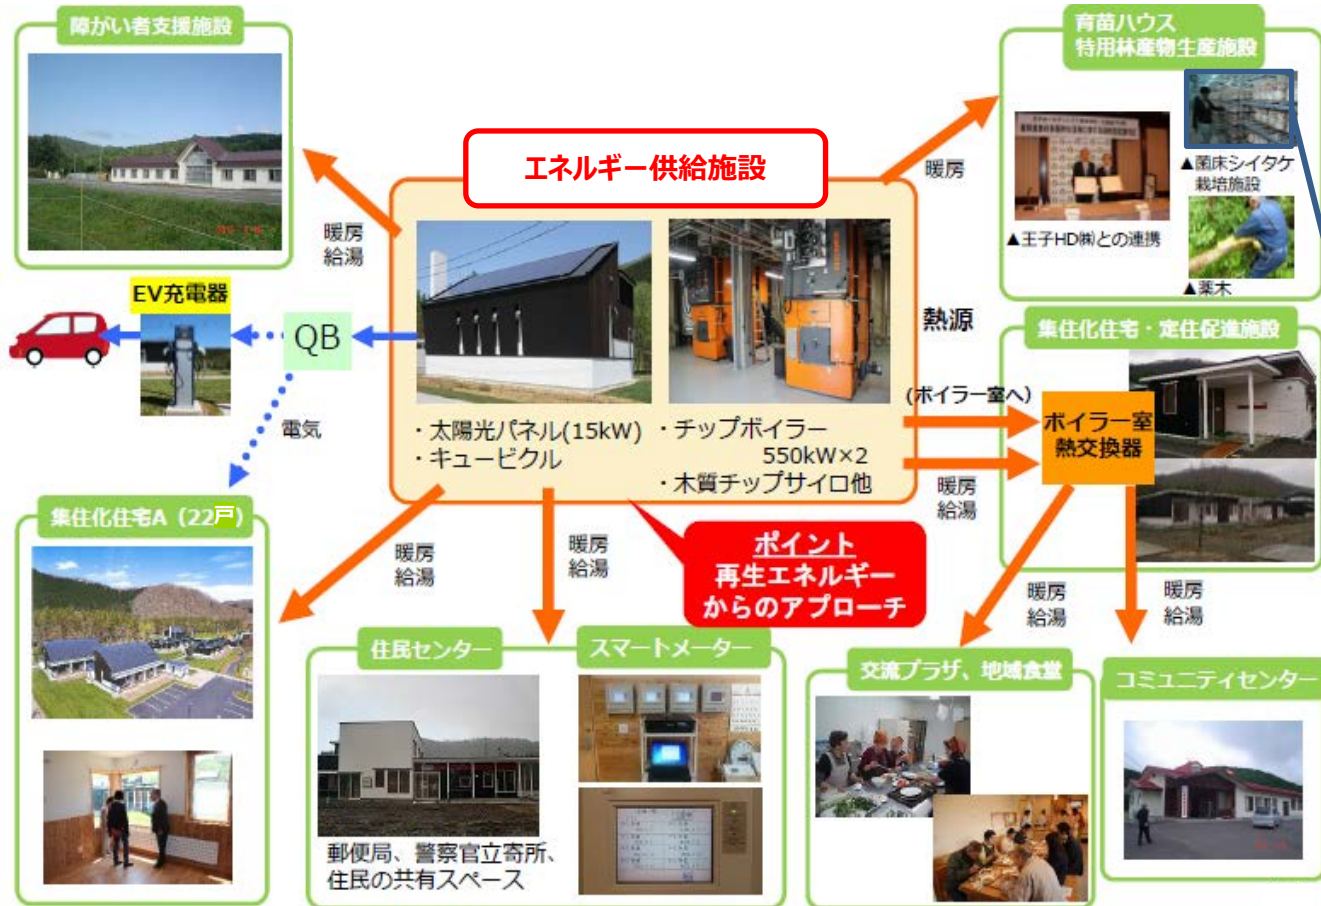 障がい者支援施設
育苗ハウス
特用林産物生産施設
エネルギー供給施設
暖房
▲菌床シイタケ
栽培施設
▲王子HD㈱との連携
▲薬木
暖房
給湯
EV充電器
QB
電気
熱源
・太陽光パネル(15kW)
・キュービクル
・チップボイラー
550kW×2
・木質チップサイロ他
集住化住宅・定住促進施設
(ボイラー室へ)
ボイラー室
熱交換器
暖房
給湯
集住化住宅A（22戸）
暖房
給湯
暖房
給湯
ポイント
再生エネルギー
からのアプローチ
暖房
給湯
暖房
給湯
住民センター
スマートメーター
郵便局、警察官立寄所、
住民の共有スペース
交流プラザ、地域食堂
コミュニティセンター